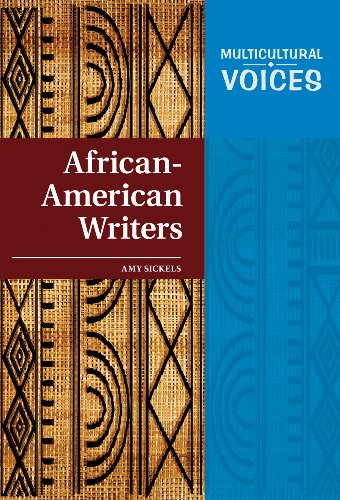 MULTICULTURAL
VOICES
African-
American
Writers
AMY SICKELS